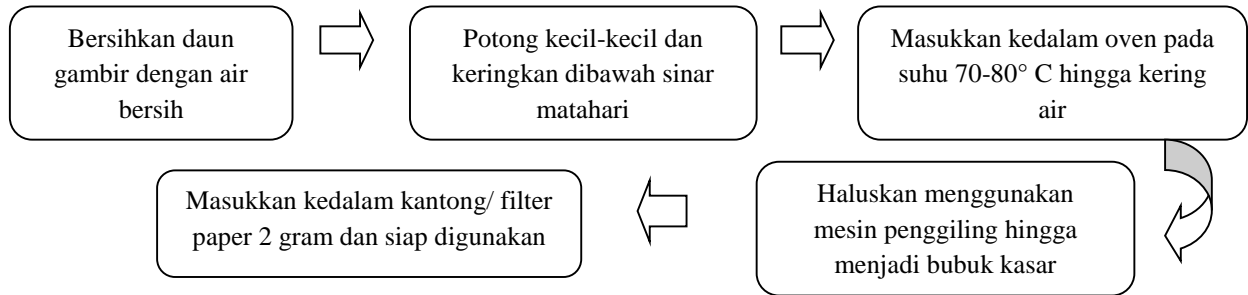 Bersihkan daun
gambir dengan air
bersih
Potong kecil-kecil dan
keringkan dibawah sinar
matahari
Masukkan kedalam oven pada
suhu 70-80° C hingga kering
air
Haluskan menggunakan
mesin penggiling hingga
menjadi bubuk kasar
Masukkan kedalam kantong/ filter
paper 2 gram dan siap digunakan